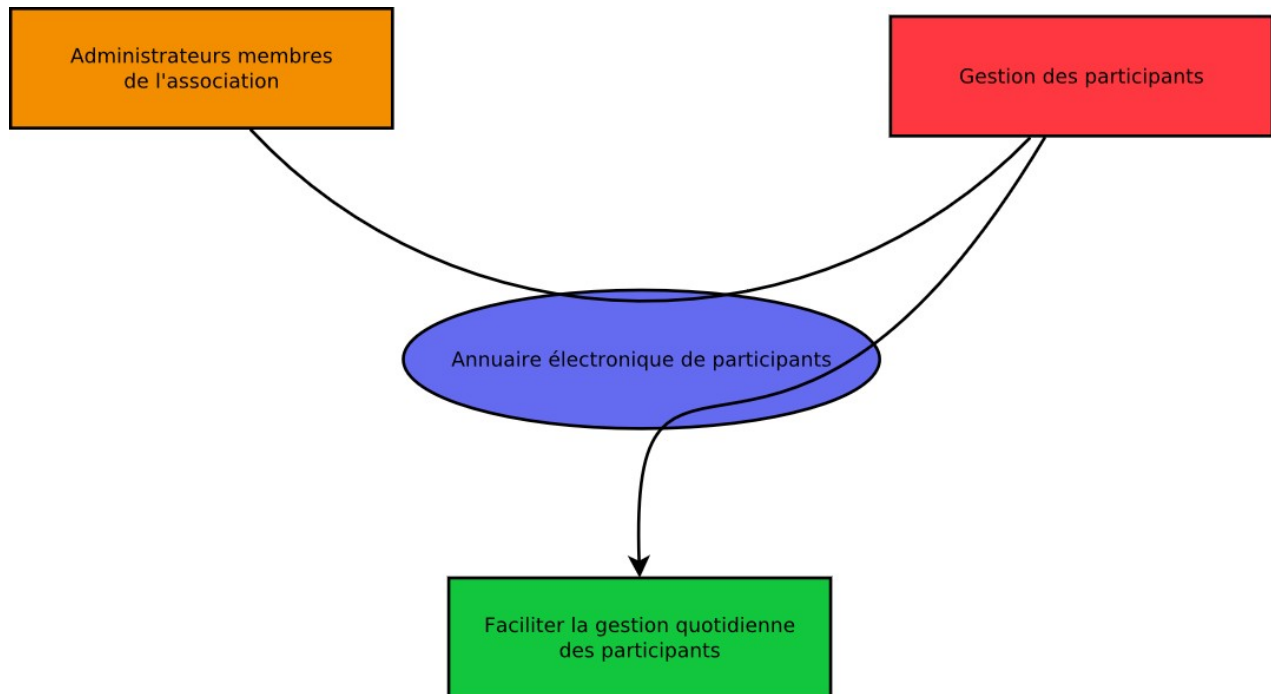 Administrateurs membres
de l'association
Gestion des participants
Annuaire électronique de participants
Faciliter la gestion quotidienne
des participants